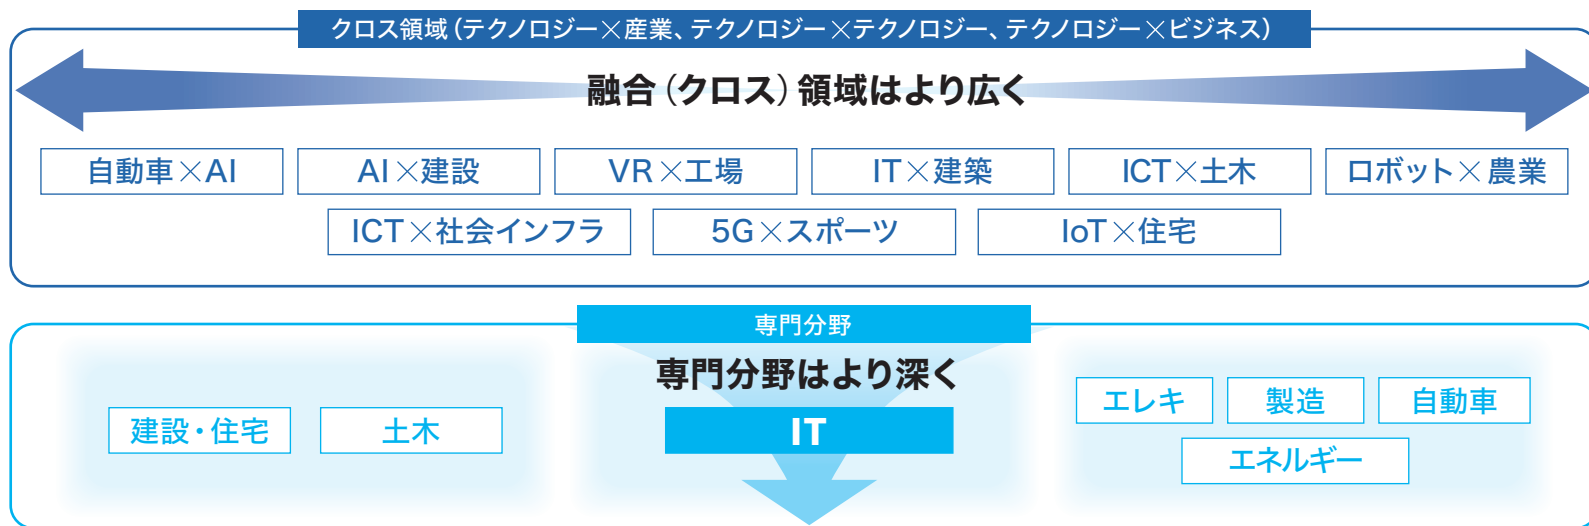 クロス領域（テクノロジー×産業、テクノロジー×テクノロジー、テクノロジー×ビジネス）
融合（クロス）領域はより広く
自動車×AI
AI×建設
VR×工場
IT×建築
ICT×土木
ロボット×農業
ICT×社会インフラ
5G×スポーツ
IoT×住宅
専門分野
専門分野はより深く
建設・住宅
土木
IT
エレキ
製造
自動車
エネルギー